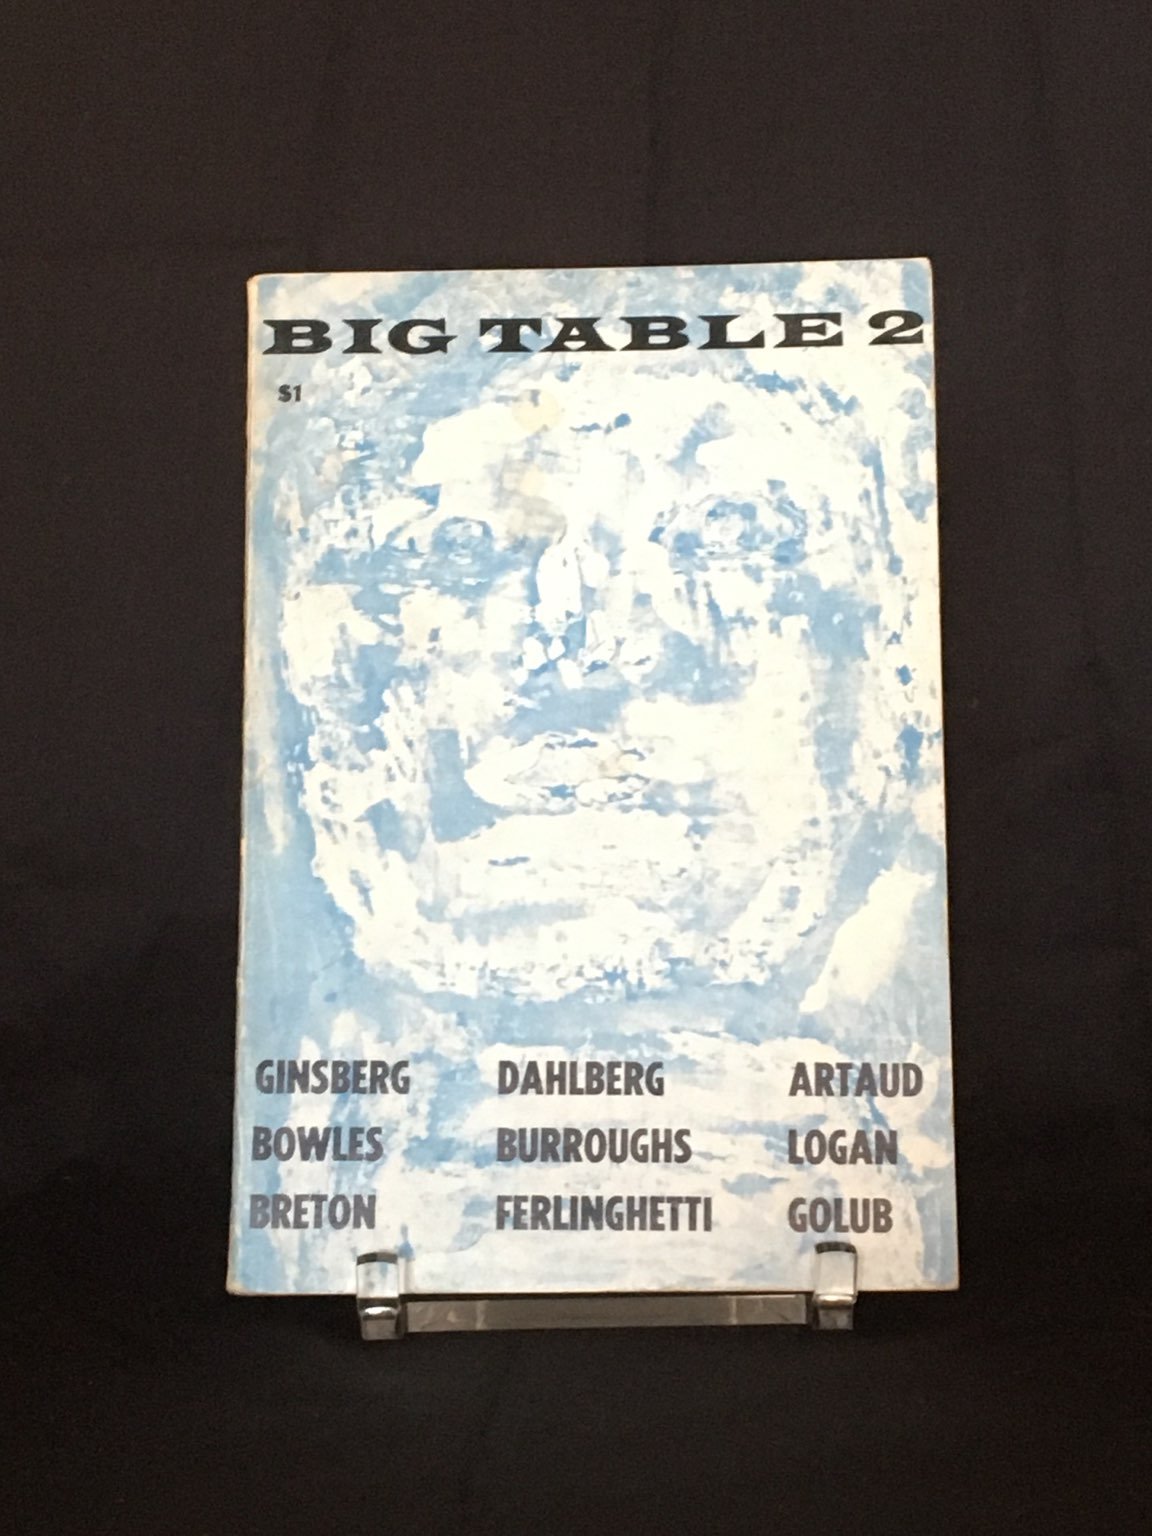 BIG TABLE 2
$1
GINSBERG DAHLBERG ARTAUD
BOWLES BURROUGHS LOGAN
BRETON FERLINGHETTI GOLUB